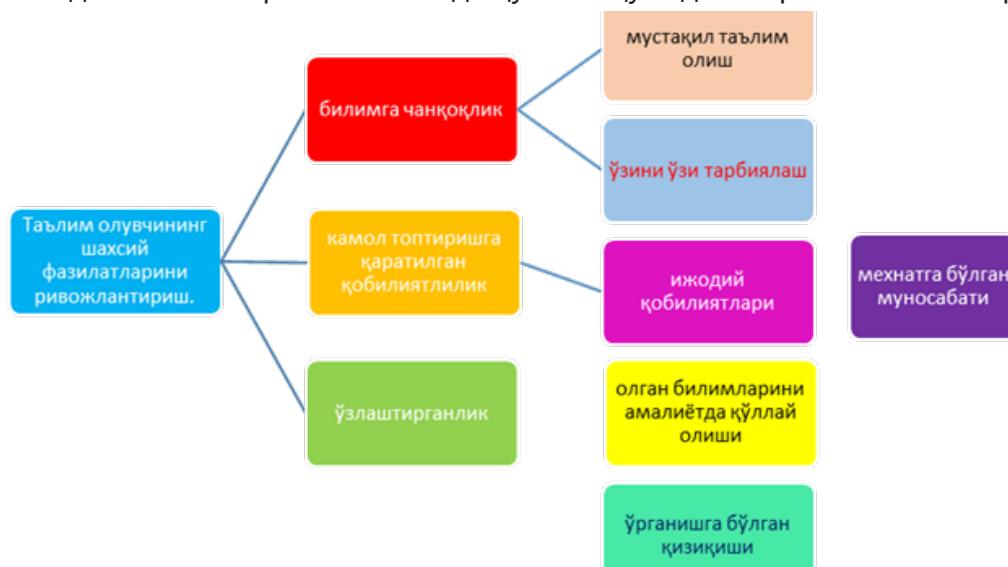 мустақил таълим
олиш
билимга чанқоқлик
ўзини ўзи тарбиялаш
Таълим олувчининг
шахсий
фазилатларини
ривожлантириш.
камол топтиришга
қаратилган
қобилиятлилик
ижодий
қобилиятлари
мехнатга бўлган
муносабати
ўзлаштирганлик
олган билимларини
амалиётда қўллай
олиши
ўрганишга бўлган
қизиқиши